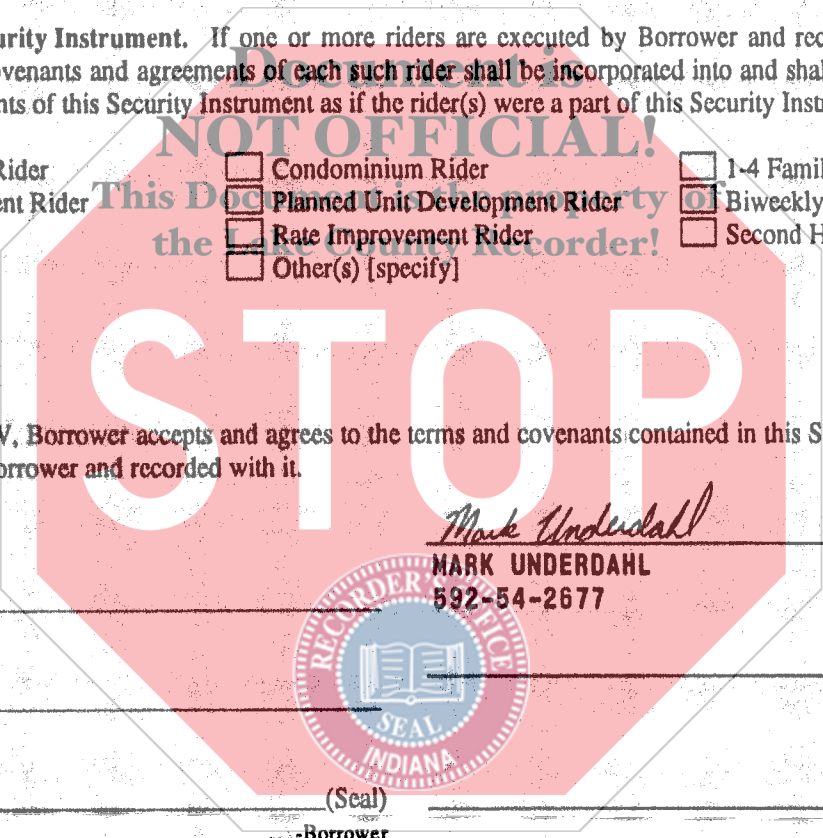 urity Instrument. If one or more riders are executed by Borrower and rec
ovenants and agreements of each such rider shall be incorporated into and shal
nts of this Security Instrument as if the rider(s) were a part of this Security Instr
Document is
NOT OFFICIAL!
This Document is the property of
the Lake County Recorder!
Rider Condominium Rider 1-4 Famil
ent Rider Planned Unit Development Rider Biweekly
Rate Improvement Rider Second H
Other(s) [specify]
STOP
V, Borrower accepts and agrees to the terms and covenants contained in this S
orrower and recorded with it.
Mark Underdahl
MARK UNDERDAHL
592-54-2677
RECORDER'S OFFICE
SEAL
INDIANA
(Seal)
-Borrower